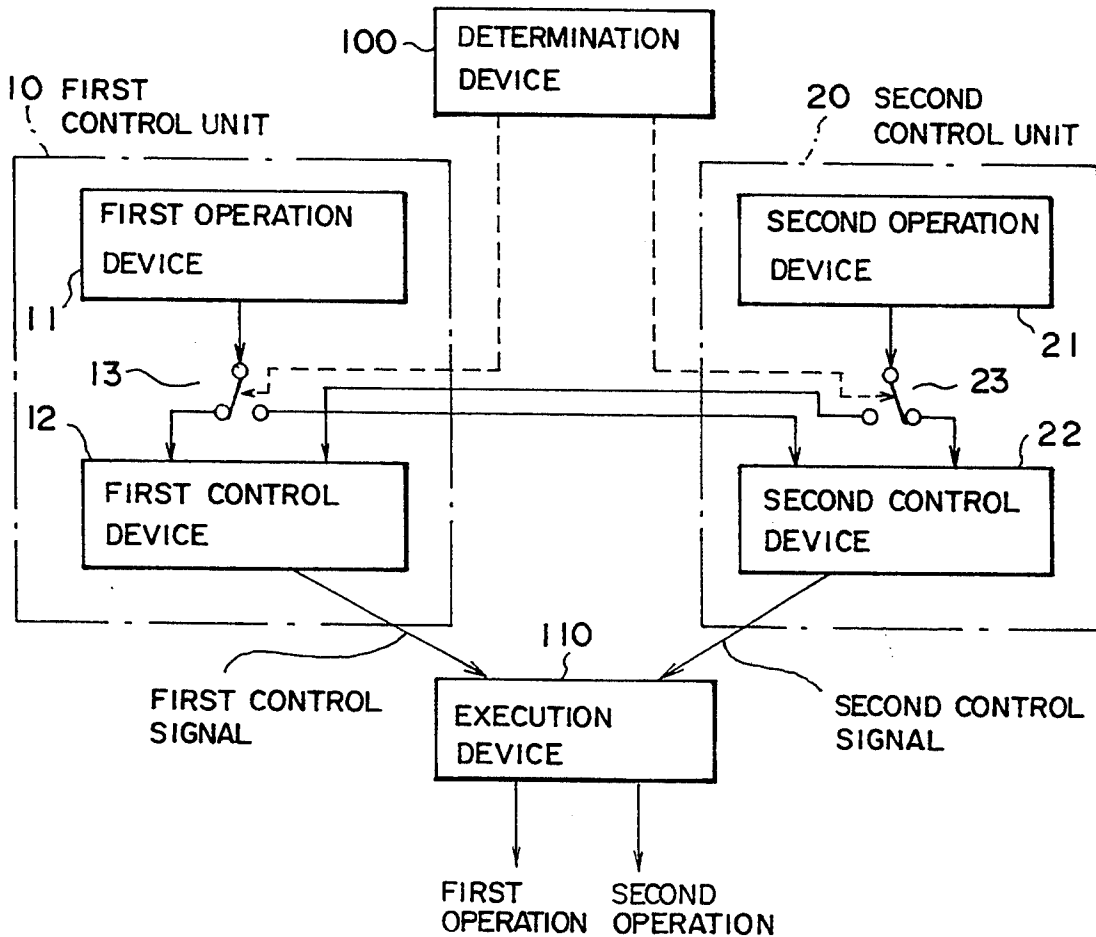 100
DETERMINATION
DEVICE
10 FIRST
CONTROL UNIT
20 SECOND
CONTROL UNIT
FIRST OPERATION
DEVICE
11
SECOND OPERATION
DEVICE
21
13
23
12
FIRST CONTROL
DEVICE
22
SECOND CONTROL
DEVICE
FIRST CONTROL
SIGNAL
110
EXECUTION
DEVICE
SECOND CONTROL
SIGNAL
FIRST
OPERATION
SECOND
OPERATION